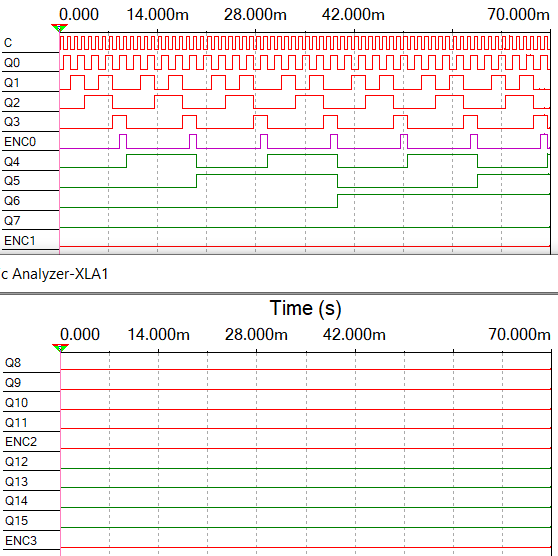 0.000 14.000m 28.000m 42.000m 70.000m
C
Q0
Q1
Q2
Q3
ENC0
Q4
Q5
Q6
Q7
ENC1
c Analyzer-XLA1
Time (s)
0.000 14.000m 28.000m 42.000m 70.000m
Q8
Q9
Q10
Q11
ENC2
Q12
Q13
Q14
Q15
ENC3